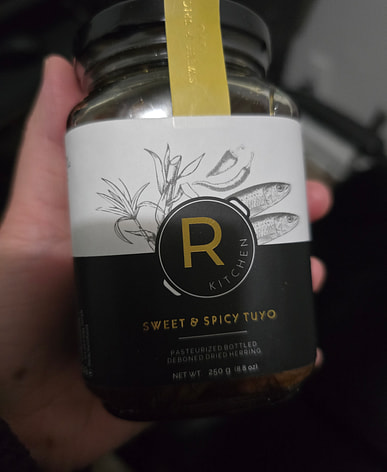 R
KITCHEN
SWEET & SPICY TUYO
PASTEURIZED BOTTLED
DEBONED DRIED HERRING
NET WT. 250 g (8.8 oz)